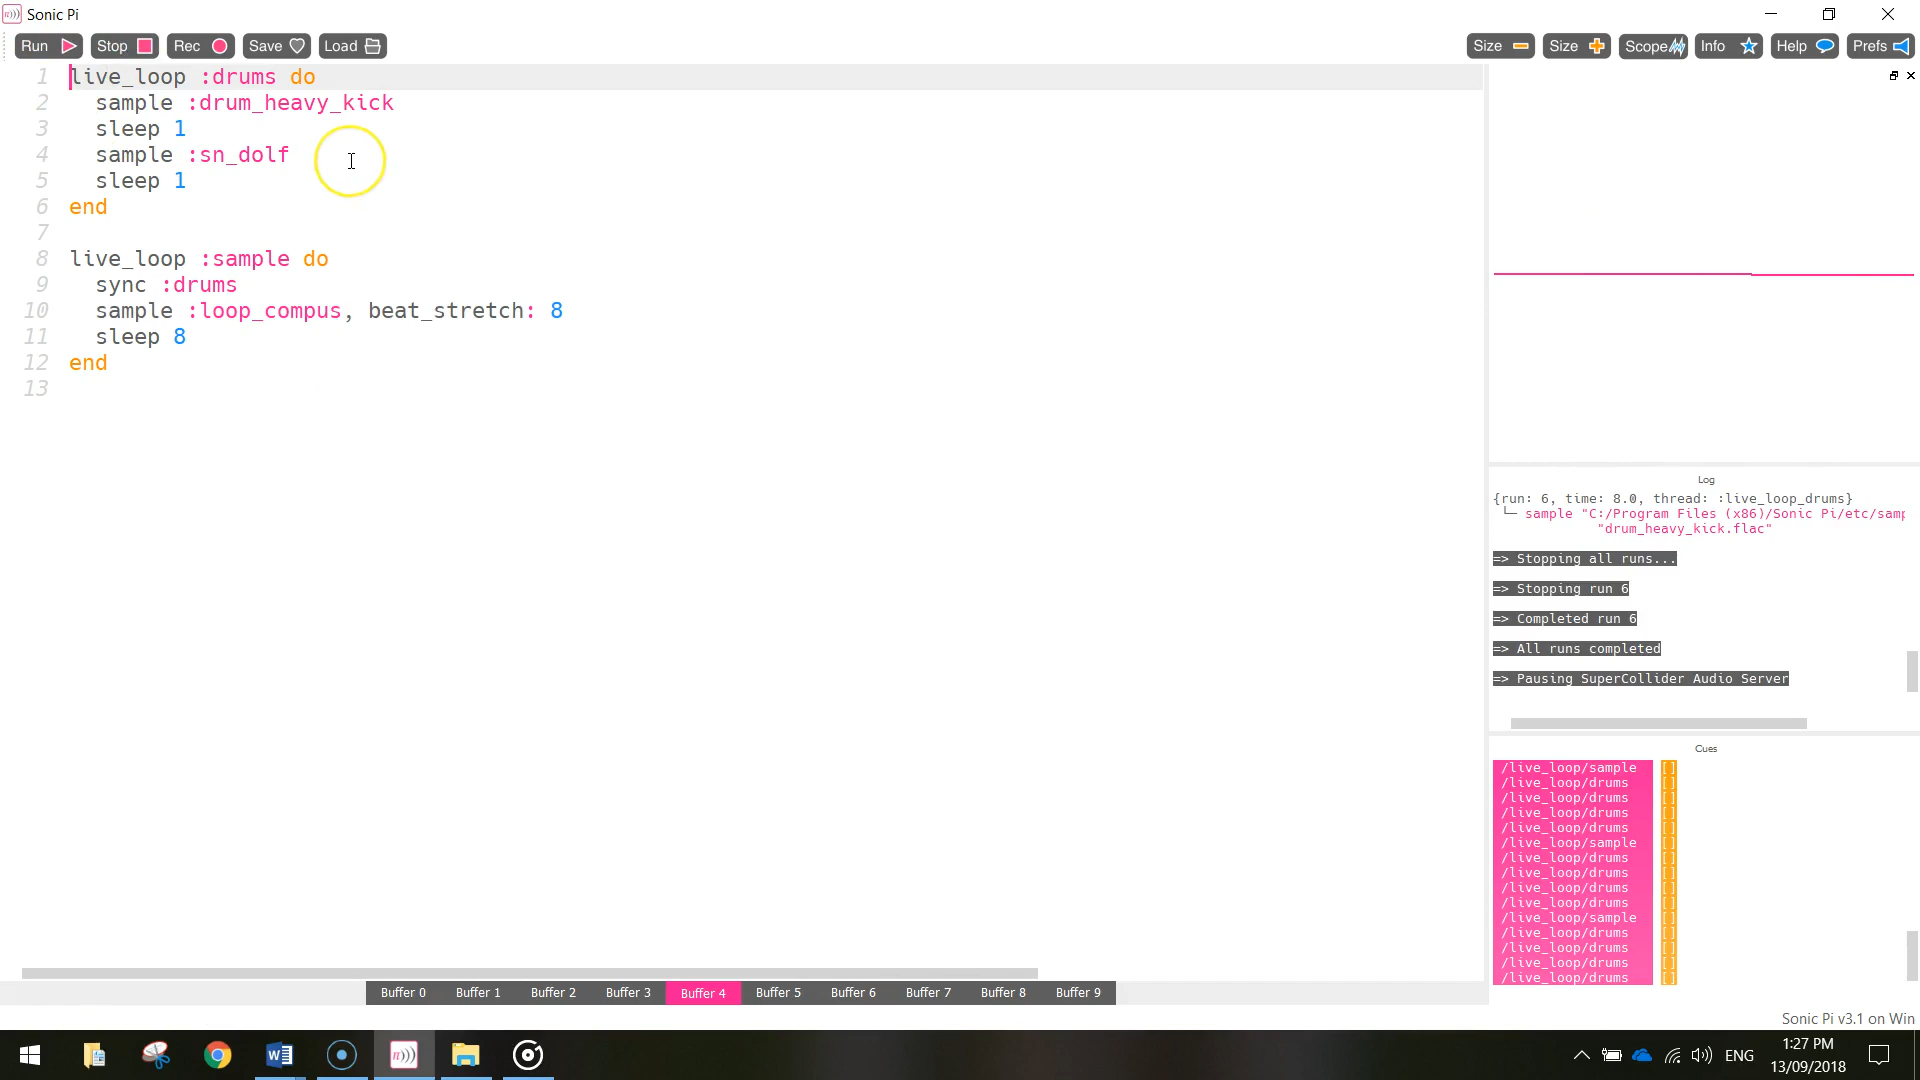 Sonic Pi
Run Stop Rec Save Load Size Size Scope Info Help Prefs
1 live_loop :drums do
2 sample :drum_heavy_kick
3 sleep 1
4 sample :sn_dolf
5 sleep 1
6 end
7
8 live_loop :sample do
9 sync :drums
10 sample :loop_compus, beat_stretch: 8
11 sleep 8
12 end
13
Log
{run: 6, time: 8.0, thread: :live_loop_drums}
└─ sample "C:/Program Files (x86)/Sonic Pi/etc/samp
"drum_heavy_kick.flac"
=> Stopping all runs...
=> Stopping run 6
=> Completed run 6
=> All runs completed
=> Pausing SuperCollider Audio Server
Cues
/live_loop/sample []
/live_loop/drums []
/live_loop/drums []
/live_loop/drums []
/live_loop/drums []
/live_loop/sample []
/live_loop/drums []
/live_loop/drums []
/live_loop/drums []
/live_loop/drums []
/live_loop/sample []
/live_loop/drums []
/live_loop/drums []
/live_loop/drums []
/live_loop/drums []
Buffer 0 Buffer 1 Buffer 2 Buffer 3 Buffer 4 Buffer 5 Buffer 6 Buffer 7 Buffer 8 Buffer 9
Sonic Pi v3.1 on Win
ENG
1:27 PM
13/09/2018